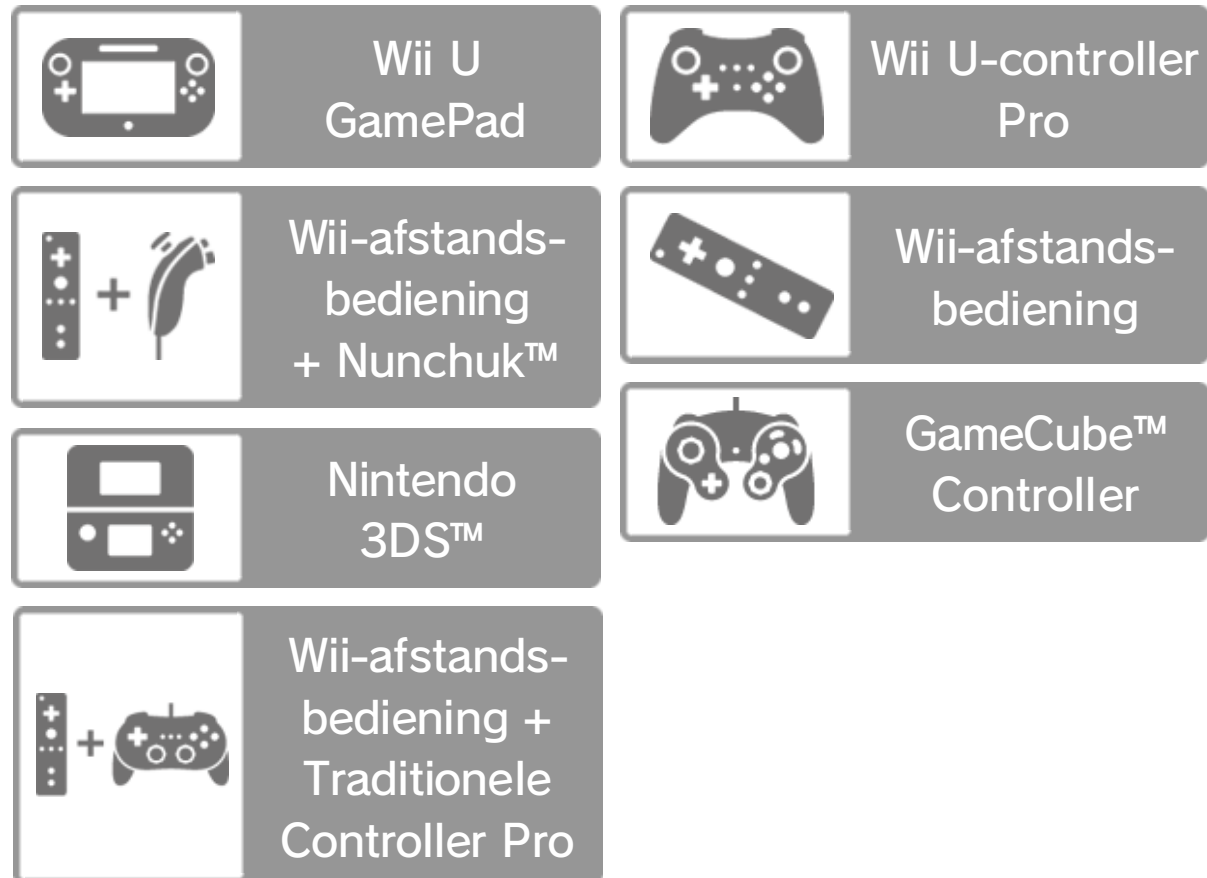 Wii U
GamePad
Wii U-controller
Pro
Wii-afstands-
bediening
+ Nunchuk™
Wii-afstands-
bediening
Nintendo
3DS™
GameCube™
Controller
Wii-afstands-
bediening +
Traditionele
Controller Pro